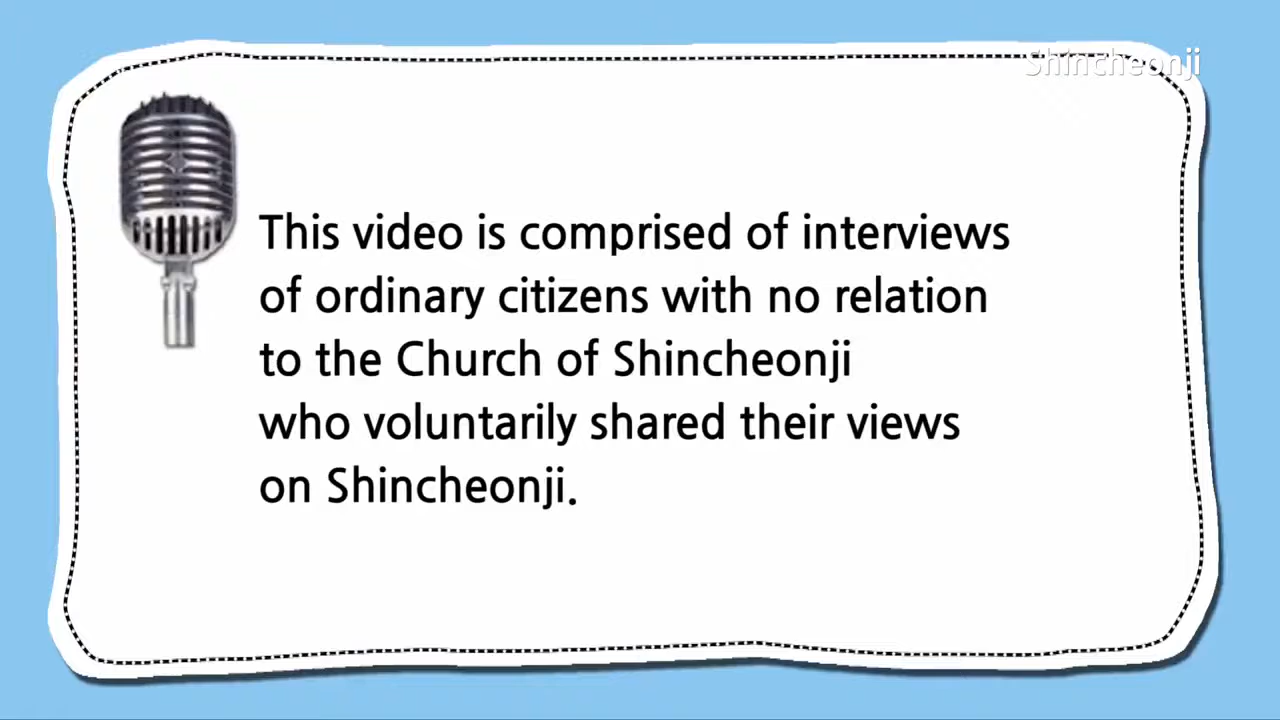 Shincheonji
This video is comprised of interviews
of ordinary citizens with no relation
to the Church of Shincheonji
who voluntarily shared their views
on Shincheonji.